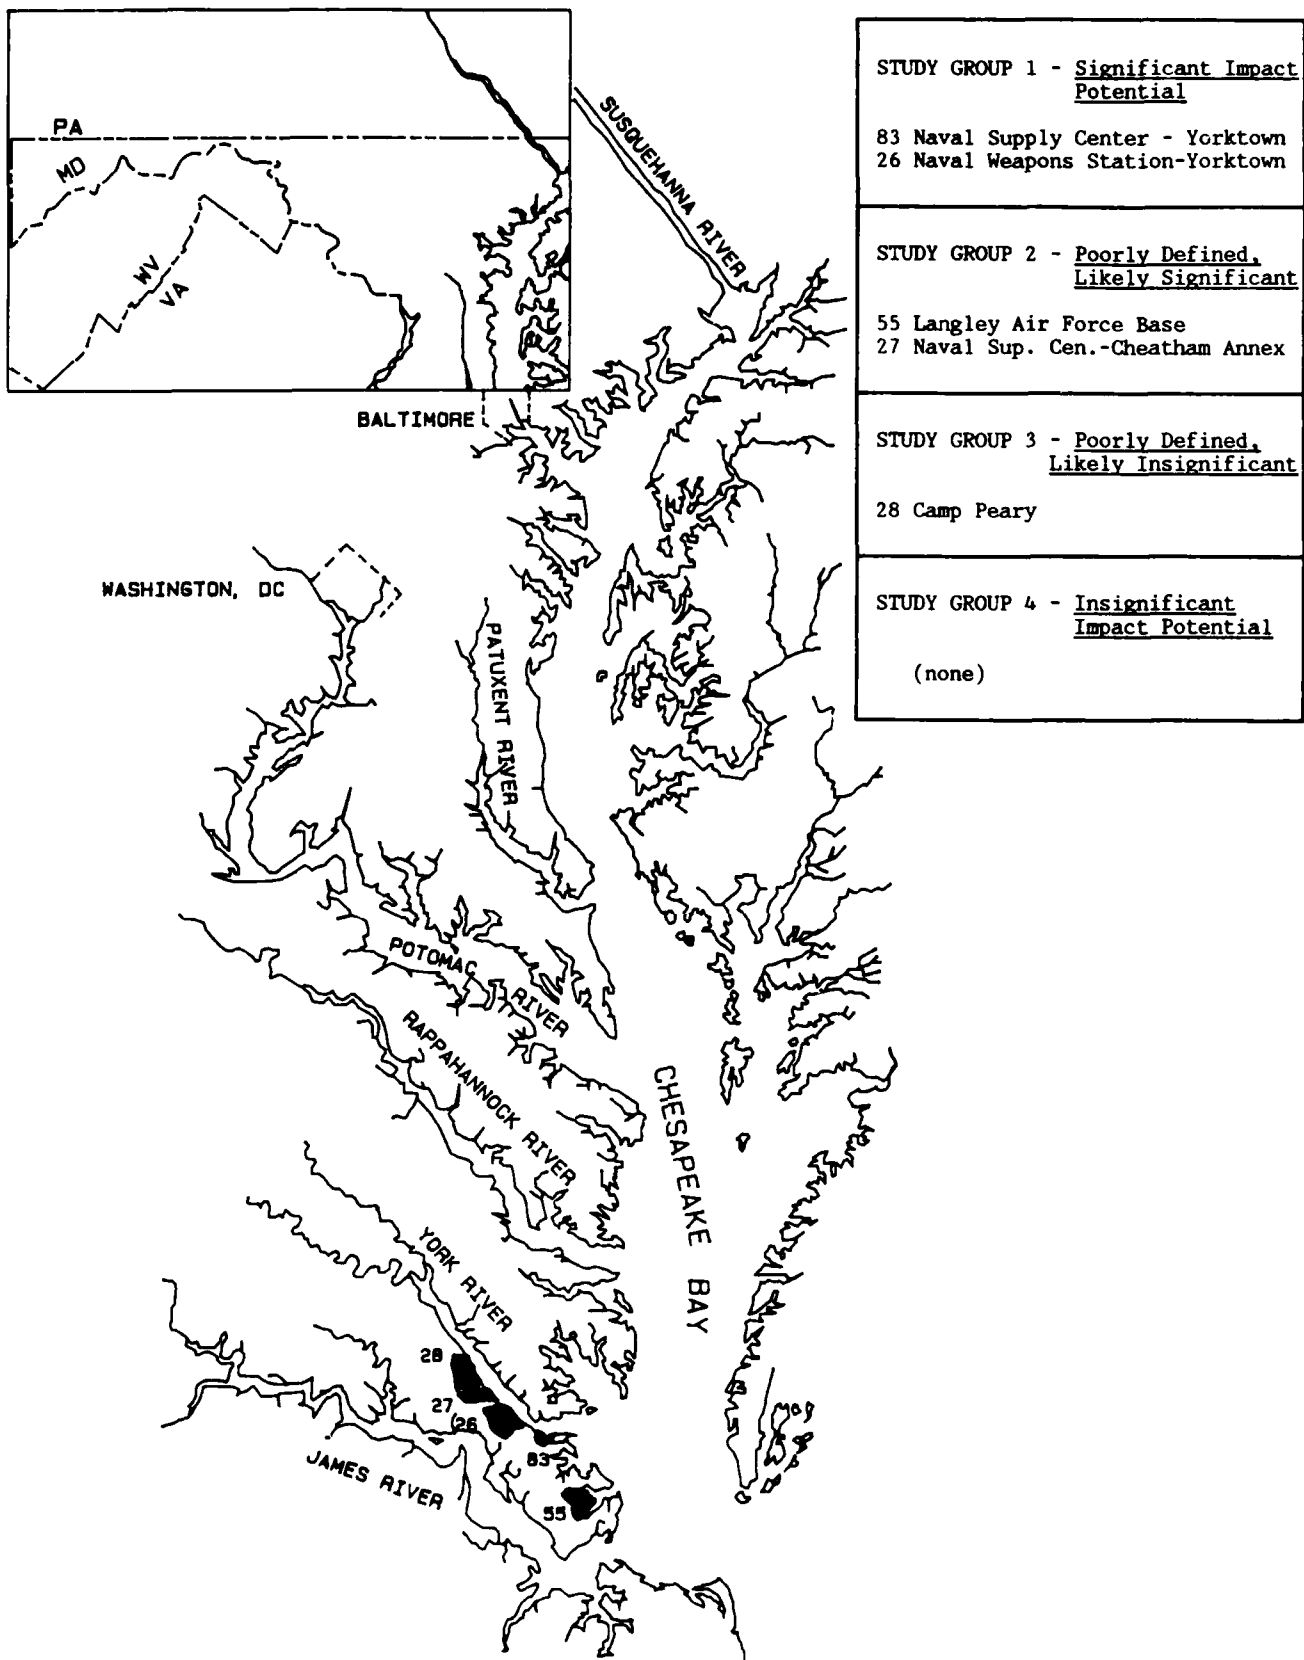 PA
MD
WV
VA
SUSQUEHANNA RIVER
BALTIMORE
WASHINGTON, DC
PATUXENT RIVER
POTOMAC RIVER
RAPPAHANNOCK RIVER
CHESAPEAKE BAY
YORK RIVER
28
27
26
83
55
JAMES RIVER
STUDY GROUP 1 - Significant Impact
Potential
83 Naval Supply Center - Yorktown
26 Naval Weapons Station-Yorktown
STUDY GROUP 2 - Poorly Defined,
Likely Significant
55 Langley Air Force Base
27 Naval Sup. Cen.-Cheatham Annex
STUDY GROUP 3 - Poorly Defined,
Likely Insignificant
28 Camp Peary
STUDY GROUP 4 - Insignificant
Impact Potential
(none)